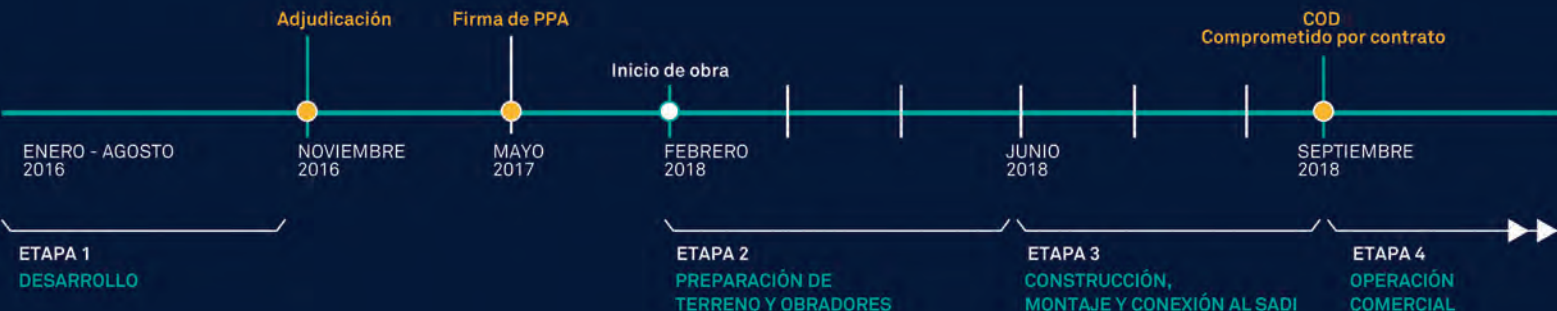 Adjudicación
Firma de PPA
COD
Comprometido por contrato
Inicio de obra
ENERO - AGOSTO
2016
NOVIEMBRE
2016
MAYO
2017
FEBRERO
2018
JUNIO
2018
SEPTIEMBRE
2018
ETAPA 1
DESARROLLO
ETAPA 2
PREPARACIÓN DE
TERRENO Y OBRADORES
ETAPA 3
CONSTRUCCIÓN,
MONTAJE Y CONEXIÓN AL SADI
ETAPA 4
OPERACIÓN
COMERCIAL